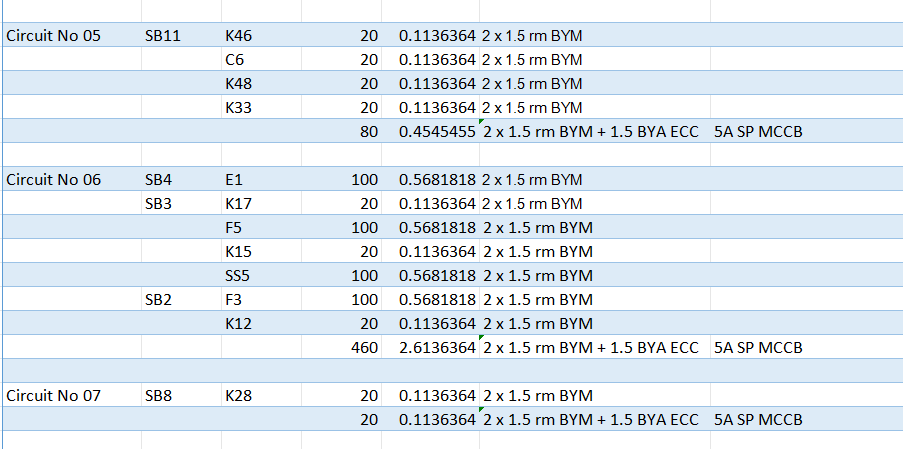 Circuit No 05 SB11 K46 20 0.1136364 2 x 1.5 rm BYM
C6 20 0.1136364 2 x 1.5 rm BYM
K48 20 0.1136364 2 x 1.5 rm BYM
K33 20 0.1136364 2 x 1.5 rm BYM
80 0.4545455 2 x 1.5 rm BYM + 1.5 BYA ECC 5A SP MCCB
Circuit No 06 SB4 E1 100 0.5681818 2 x 1.5 rm BYM
SB3 K17 20 0.1136364 2 x 1.5 rm BYM
F5 100 0.5681818 2 x 1.5 rm BYM
K15 20 0.1136364 2 x 1.5 rm BYM
SS5 100 0.5681818 2 x 1.5 rm BYM
SB2 F3 100 0.5681818 2 x 1.5 rm BYM
K12 20 0.1136364 2 x 1.5 rm BYM
460 2.6136364 2 x 1.5 rm BYM + 1.5 BYA ECC 5A SP MCCB
Circuit No 07 SB8 K28 20 0.1136364 2 x 1.5 rm BYM
20 0.1136364 2 x 1.5 rm BYM + 1.5 BYA ECC 5A SP MCCB